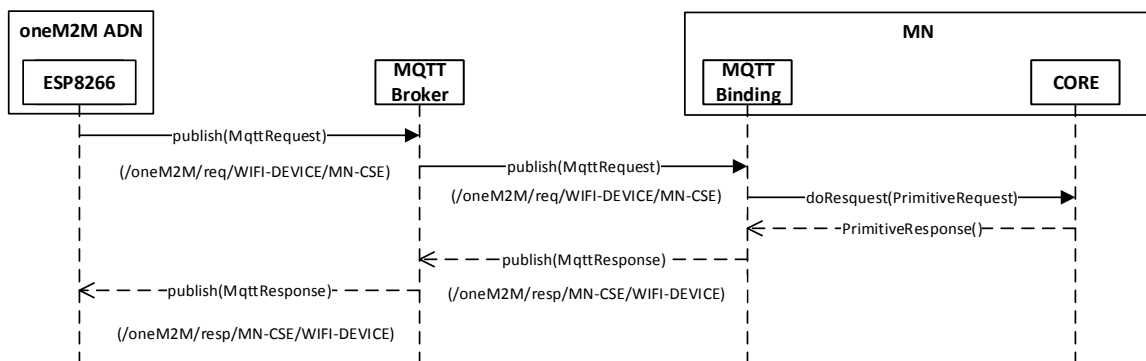 oneM2M ADN
MN
ESP8266
MQTT
Broker
MQTT
Binding
CORE
publish(MqttRequest)
(/oneM2M/req/WIFI-DEVICE/MN-CSE)
publish(MqttRequest)
(/oneM2M/req/WIFI-DEVICE/MN-CSE)
doResquest(PrimitiveRequest)
PrimitiveResponse()
publish(MqttResponse)
(/oneM2M/resp/MN-CSE/WIFI-DEVICE)
publish(MqttResponse)
(/oneM2M/resp/MN-CSE/WIFI-DEVICE)